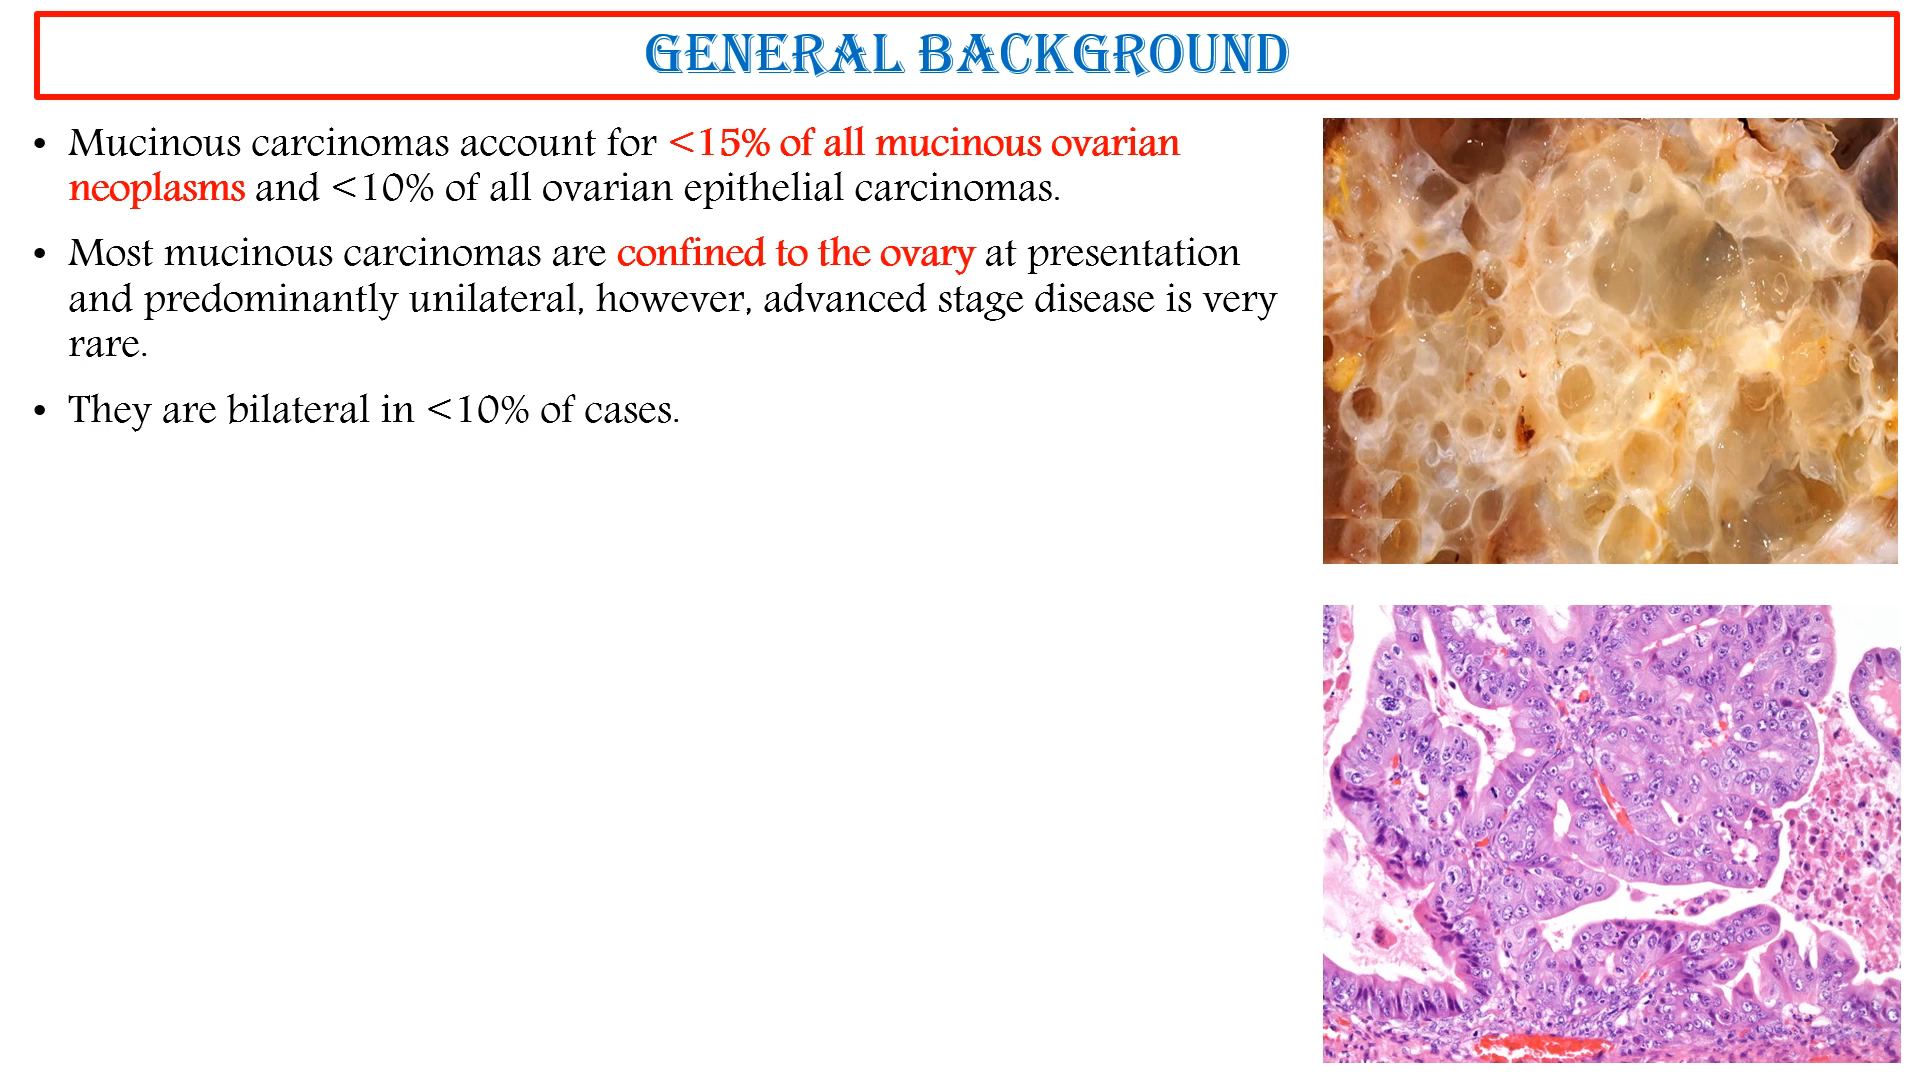 GENERAL BACKGROUND
• Mucinous carcinomas account for <15% of all mucinous ovarian
neoplasms and <10% of all ovarian epithelial carcinomas.
• Most mucinous carcinomas are confined to the ovary at presentation
and predominantly unilateral, however, advanced stage disease is very
rare.
• They are bilateral in <10% of cases.